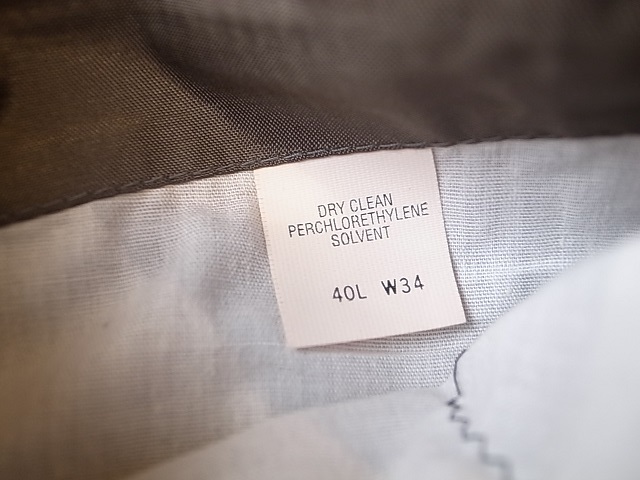 DRY CLEAN
PERCHLORETHYLENE
SOLVENT
40L W34